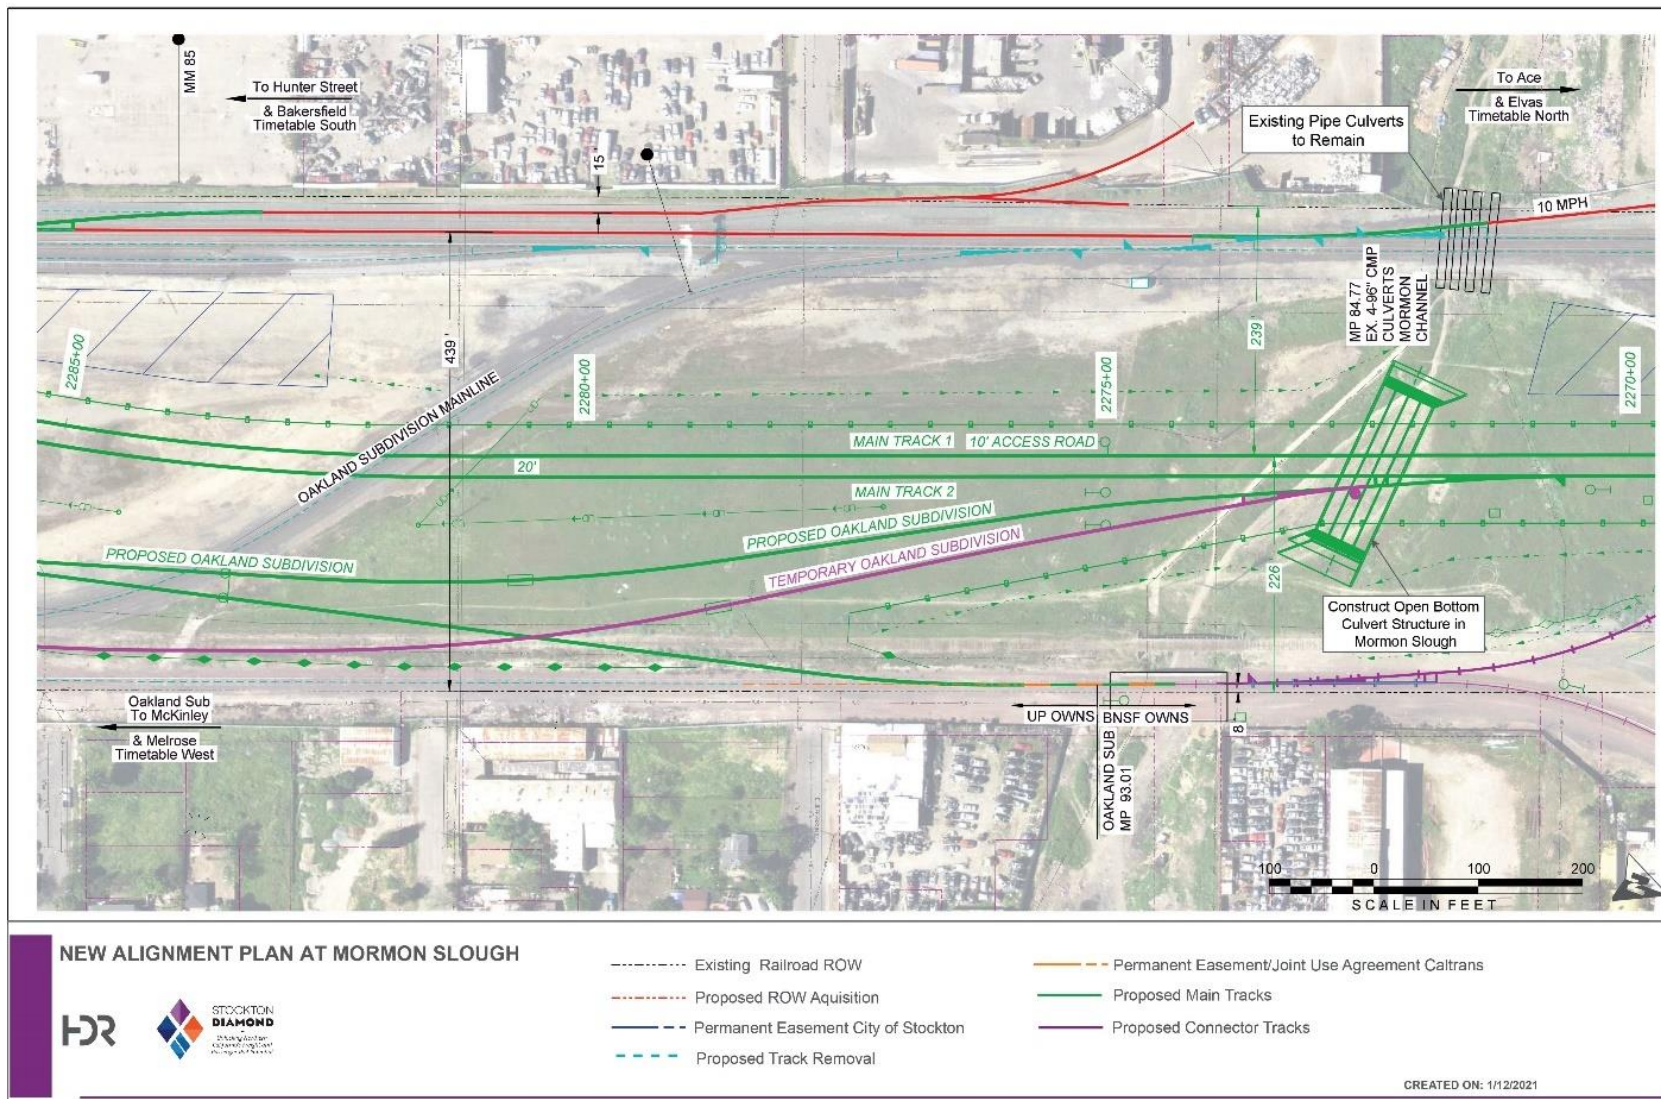 MM 85
To Hunter Street
& Bakersfield
Timetable South
15'
To Ace
& Elvas
Timetable North
Existing Pipe Culverts
to Remain
10 MPH
MP 84.77
EX. 4-96" CMP
CULVERTS
MORMON
CHANNEL
2285+00
439'
2280+00
239'
2275+00
2270+00
OAKLAND SUBDIVISION MAINLINE
MAIN TRACK 1
10' ACCESS ROAD
20'
MAIN TRACK 2
PROPOSED OAKLAND SUBDIVISION
PROPOSED OAKLAND SUBDIVISION
TEMPORARY OAKLAND SUBDIVISION
226'
Construct Open Bottom
Culvert Structure in
Mormon Slough
Oakland Sub
To McKinley
& Melrose
Timetable West
UP OWNS
BNSF OWNS
8'
OAKLAND SUB
MP 93.01
100 0 100 200
SCALE IN FEET
NEW ALIGNMENT PLAN AT MORMON SLOUGH
HDR
STOCKTON
DIAMOND
Existing Railroad ROW
Proposed ROW Aquisition
Permanent Easement City of Stockton
Proposed Track Removal
Permanent Easement/Joint Use Agreement Caltrans
Proposed Main Tracks
Proposed Connector Tracks
CREATED ON: 1/12/2021